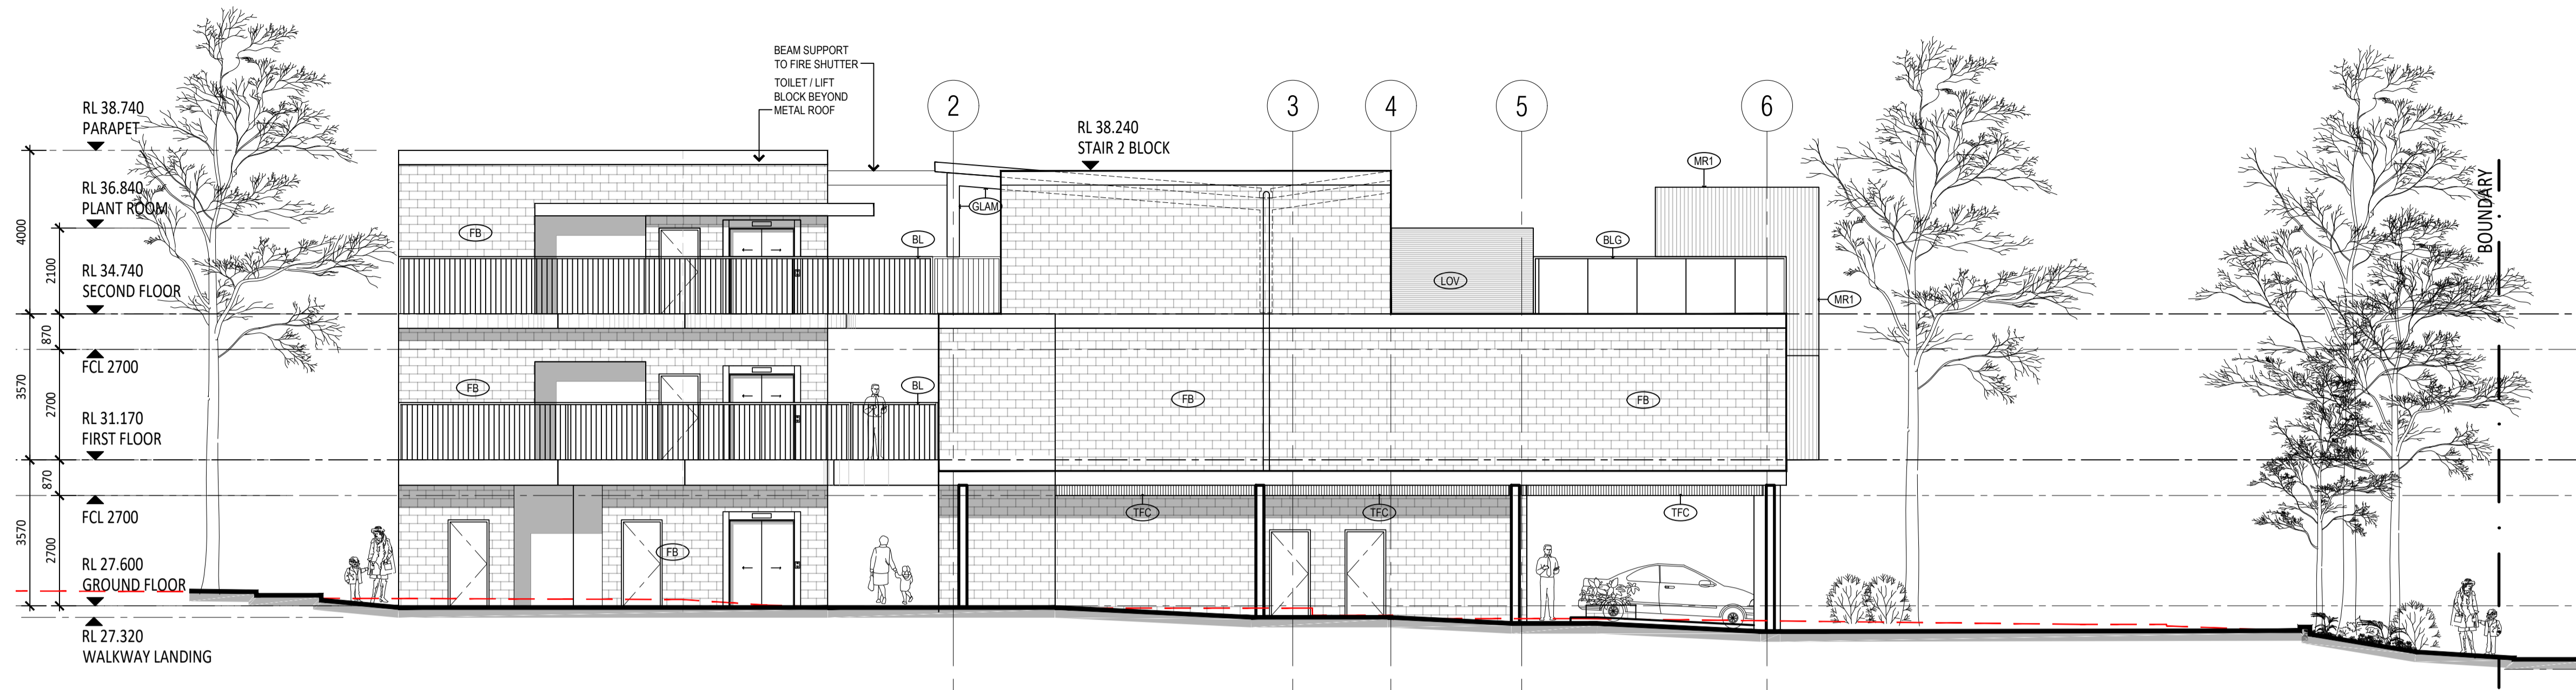 BEAM SUPPORT
TO FIRE SHUTTER
TOILET / LIFT
BLOCK BEYOND
METAL ROOF
2
3
4
5
6
RL 38.740
PARAPET
RL 38.240
STAIR 2 BLOCK
MR1
BOUNDARY
RL 36.840
PLANT ROOM
GLAM
4000
FB
BL
BLG
2100
RL 34.740
SECOND FLOOR
LOV
MR1
870
FCL 2700
3570
2700
FB
BL
FB
FB
RL 31.170
FIRST FLOOR
870
FCL 2700
TFC
TFC
TFC
3570
2700
FB
RL 27.600
GROUND FLOOR
RL 27.320
WALKWAY LANDING